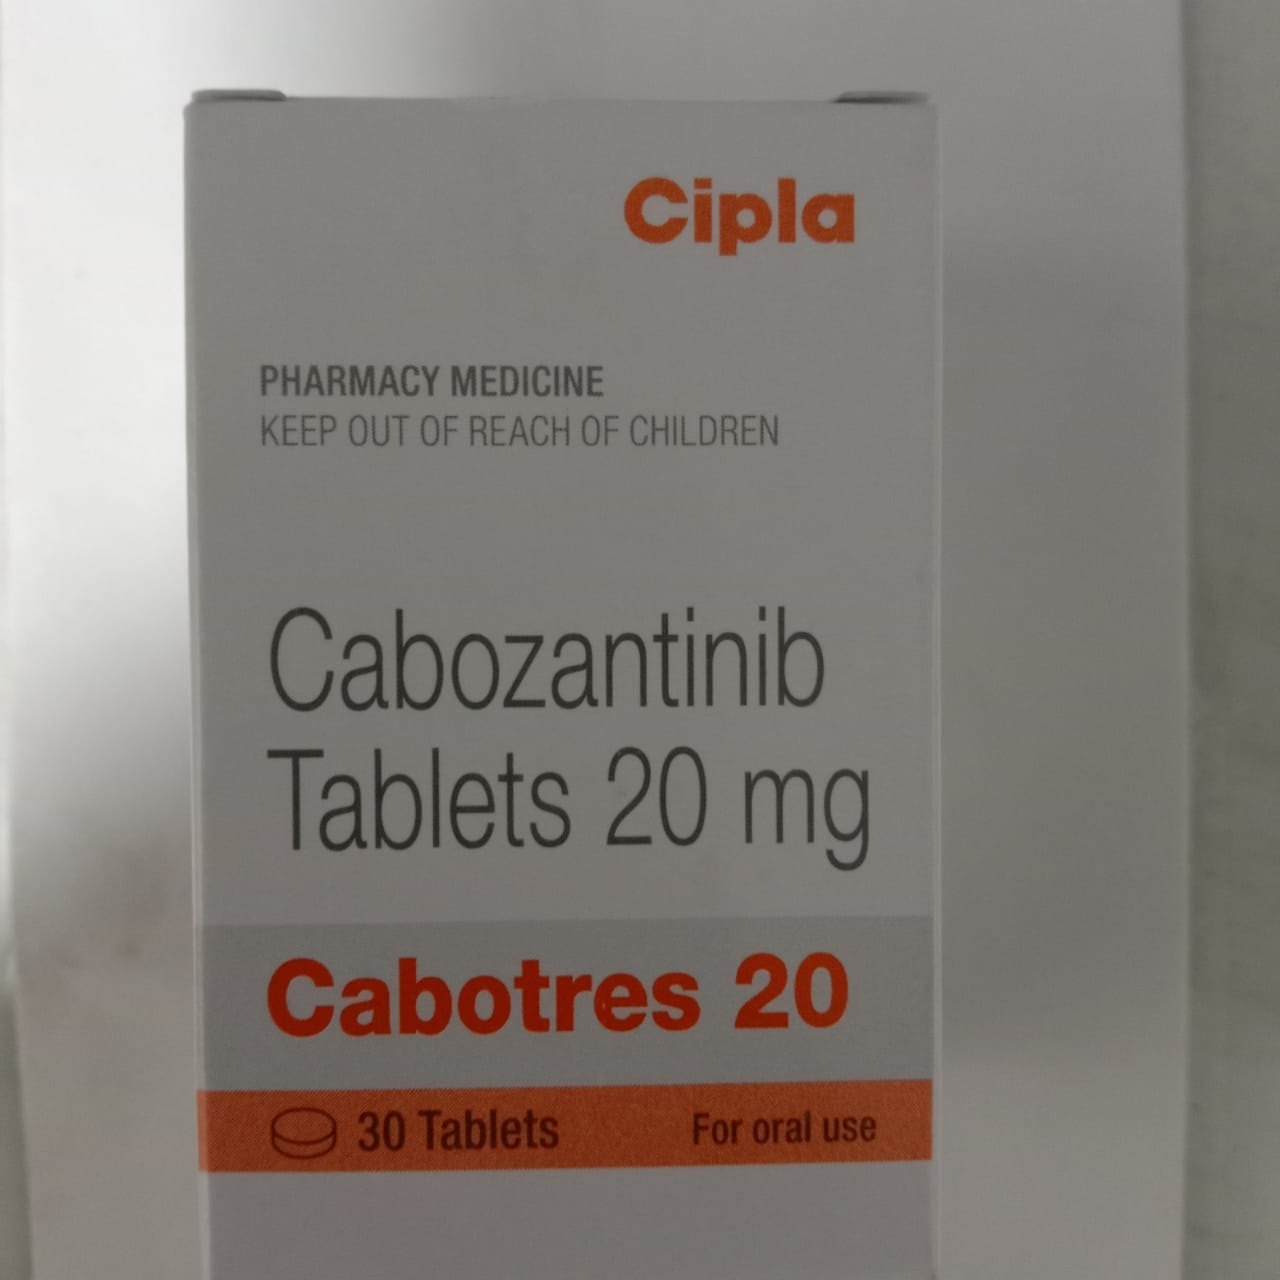 Cipla
PHARMACY MEDICINE
KEEP OUT OF REACH OF CHILDREN
Cabozantinib
Tablets 20 mg
Cabotres 20
30 Tablets For oral use